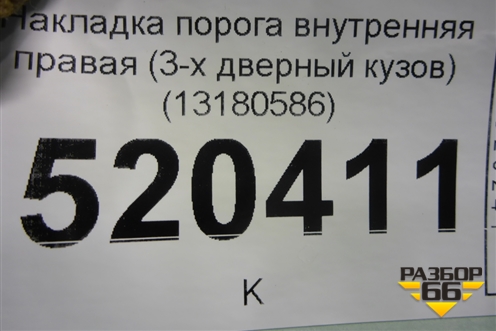 Накладка порога внутренняя
правая (3-х дверный кузов)
(13180586)
520411
К
РАЗБОР
66